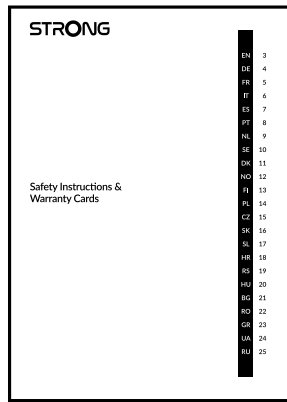 STRONG
Safety Instructions &
Warranty Cards
EN 3
DE 4
FR 5
IT 6
ES 7
PT 8
NL 9
SE 10
DK 11
NO 12
FI 13
PL 14
CZ 15
SK 16
SL 17
HR 18
RS 19
HU 20
BG 21
RO 22
GR 23
UA 24
RU 25